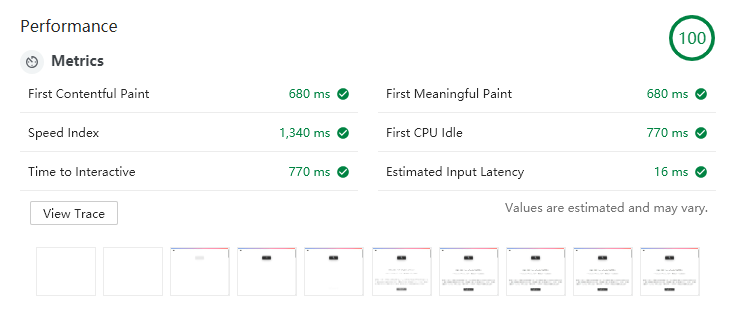 Performance
100
Metrics
First Contentful Paint 680 ms
First Meaningful Paint 680 ms
Speed Index 1,340 ms
First CPU Idle 770 ms
Time to Interactive 770 ms
Estimated Input Latency 16 ms
View Trace
Values are estimated and may vary.